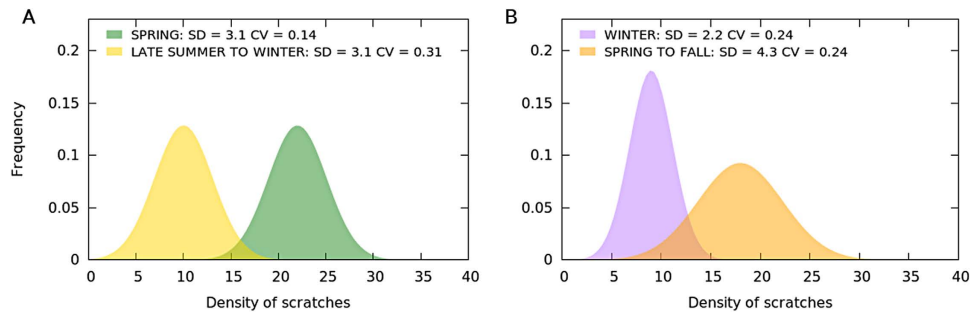 A
SPRING: SD = 3.1 CV = 0.14
LATE SUMMER TO WINTER: SD = 3.1 CV = 0.31
0.2
0.15
0.1
0.05
0
Frequency
0 5 10 15 20 25 30 35 40
Density of scratches
B
WINTER: SD = 2.2 CV = 0.24
SPRING TO FALL: SD = 4.3 CV = 0.24
0.2
0.15
0.1
0.05
0
0 5 10 15 20 25 30 35 40
Density of scratches